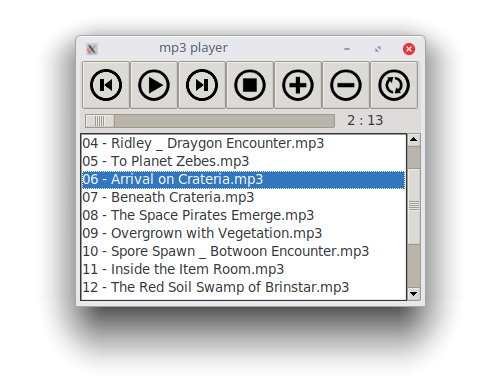 mp3 player
2 : 13
04 - Ridley _ Draygon Encounter.mp3
05 - To Planet Zebes.mp3
06 - Arrival on Crateria.mp3
07 - Beneath Crateria.mp3
08 - The Space Pirates Emerge.mp3
09 - Overgrown with Vegetation.mp3
10 - Spore Spawn _ Botwoon Encounter.mp3
11 - Inside the Item Room.mp3
12 - The Red Soil Swamp of Brinstar.mp3